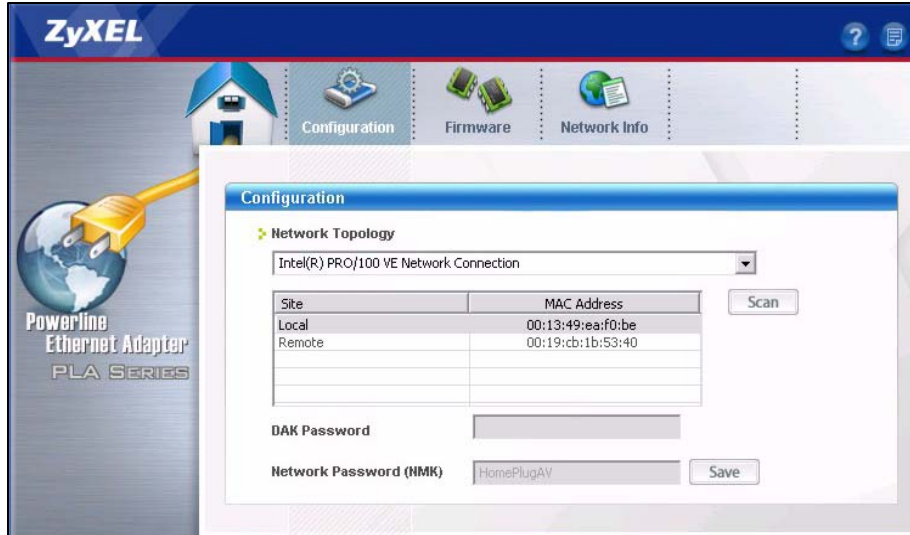 ZyXEL
?
Configuration
Firmware
Network Info
Configuration
Network Topology
Intel(R) PRO/100 VE Network Connection
Site MAC Address
Scan
Local 00:13:49:ea:f0:be
Remote 00:19:cb:1b:53:40
Powerline
Ethernet Adapter
PLA SERIES
DAK Password
Network Password (NMK) HomePlugAV Save